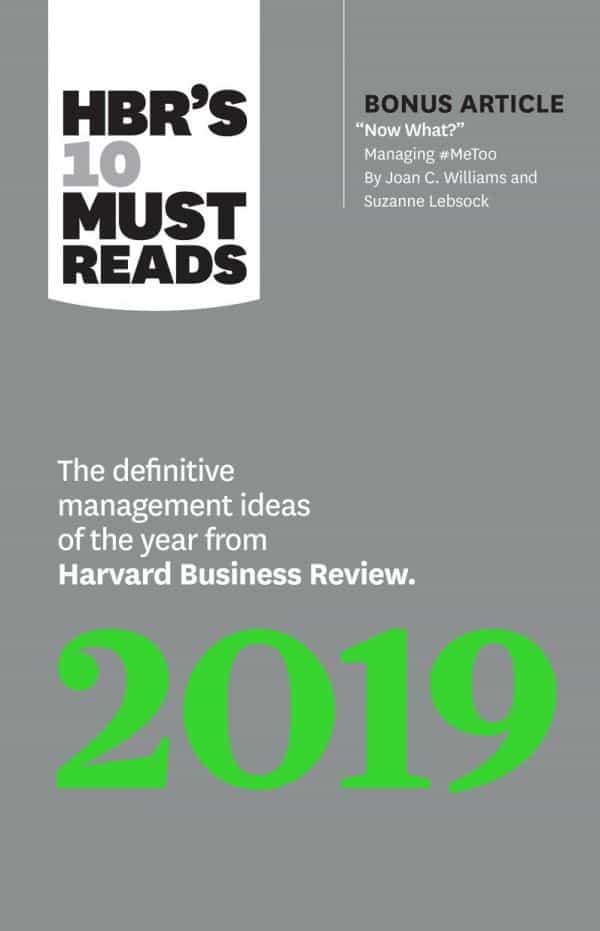 HBR'S
10
MUST
READS
BONUS ARTICLE
“Now What?”
Managing #MeToo
By Joan C. Williams and
Suzanne Lebsock
The definitive
management ideas
of the year from
Harvard Business Review.
2019